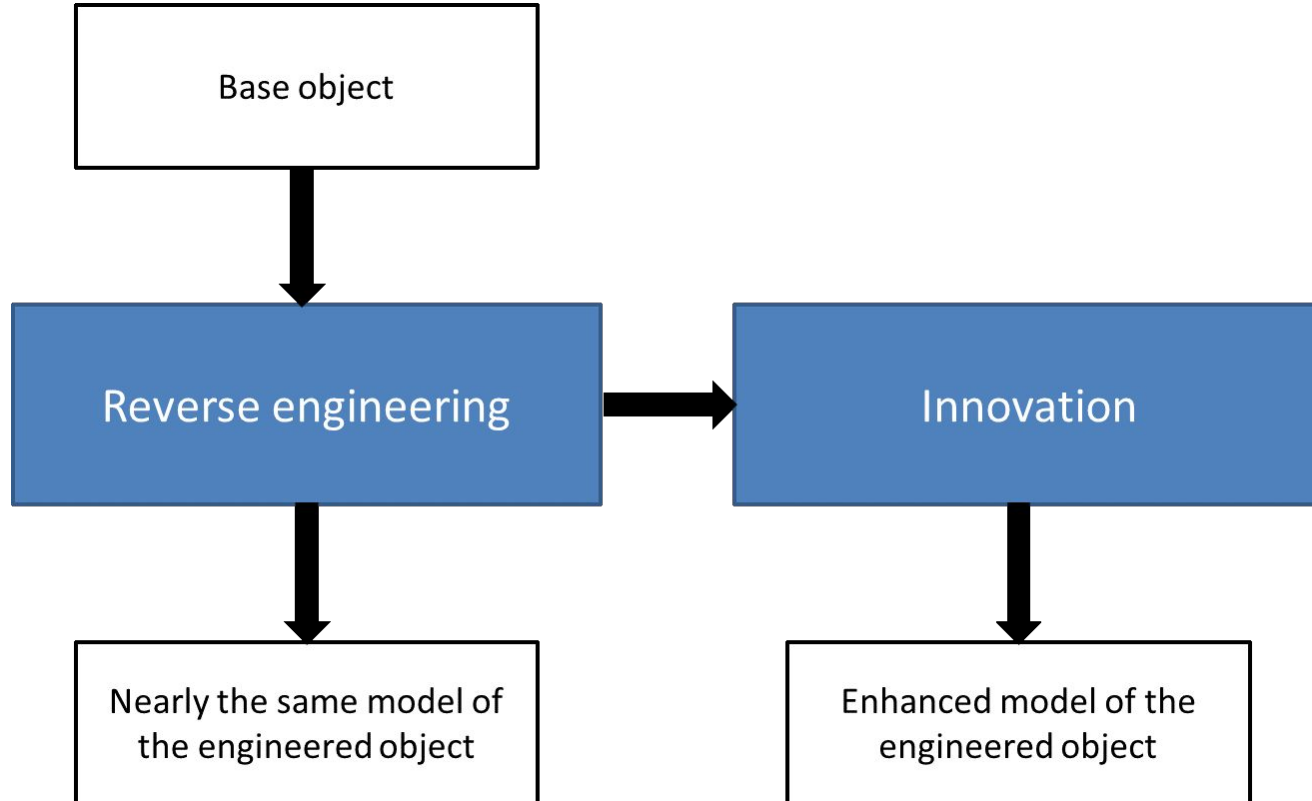 Base object
Reverse engineering
Innovation
Nearly the same model of
the engineered object
Enhanced model of the
engineered object